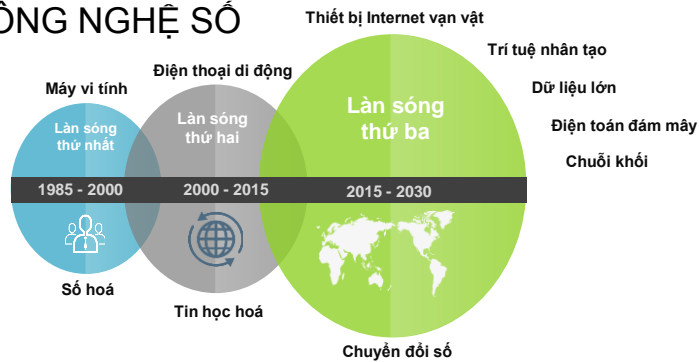 ÔNG NGHỆ SỐ
Thiết bị Internet vạn vật
Trí tuệ nhân tạo
Điện thoại di động
Máy vi tính
Dữ liệu lớn
Làn sóng
thứ ba
Làn sóng
thứ hai
Làn sóng
thứ nhất
Điện toán đám mây
Chuỗi khối
1985 - 2000
2000 - 2015
2015 - 2030
Số hoá
Tin học hoá
Chuyển đổi số